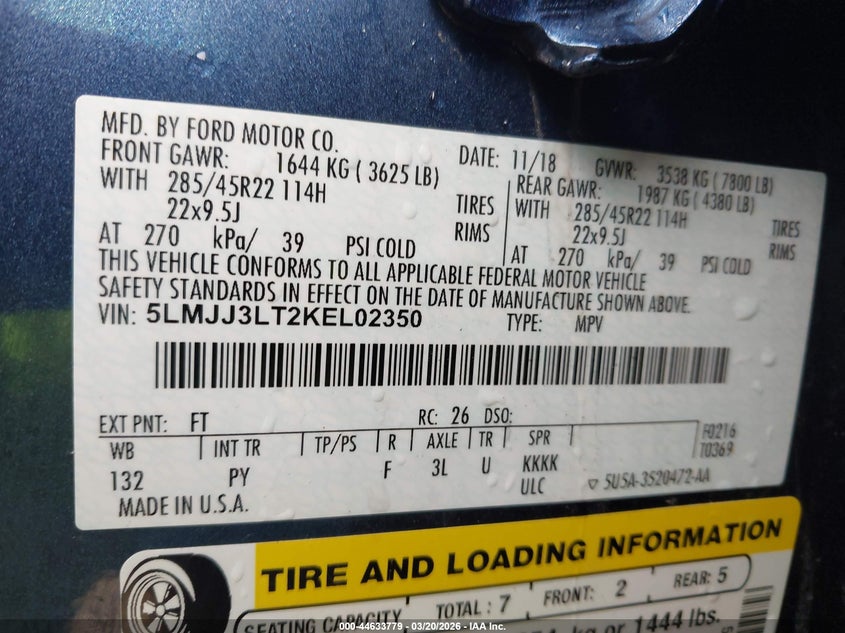 MFD. BY FORD MOTOR CO.
DATE: 11/18 GVWR: 3538 KG ( 7800 LB)
FRONT GAWR: 1644 KG ( 3625 LB)
REAR GAWR: 1987 KG ( 4380 LB)
WITH 285/45R22 114H TIRES
WITH 285/45R22 114H TIRES
22x9.5J RIMS
22x9.5J RIMS
AT 270 kPa/ 39 PSI COLD
AT 270 kPa/ 39 PSI COLD
THIS VEHICLE CONFORMS TO ALL APPLICABLE FEDERAL MOTOR VEHICLE
SAFETY STANDARDS IN EFFECT ON THE DATE OF MANUFACTURE SHOWN ABOVE.
VIN: 5LMJJ3LT2KEL02350 TYPE: MPV
EXT PNT: FT RC: 26 DSO: F0216
WB INT TR TP/PS R AXLE TR SPR T0369
132 PY F 3L U KKKK
ULC 5U5A-3520472-AA
MADE IN U.S.A.
TIRE AND LOADING INFORMATION
SEATING CAPACITY TOTAL : 7 FRONT: 2 REAR: 5
kg or 1444 lbs.
000-44633779 — 03/20/2026 — IAA Inc.